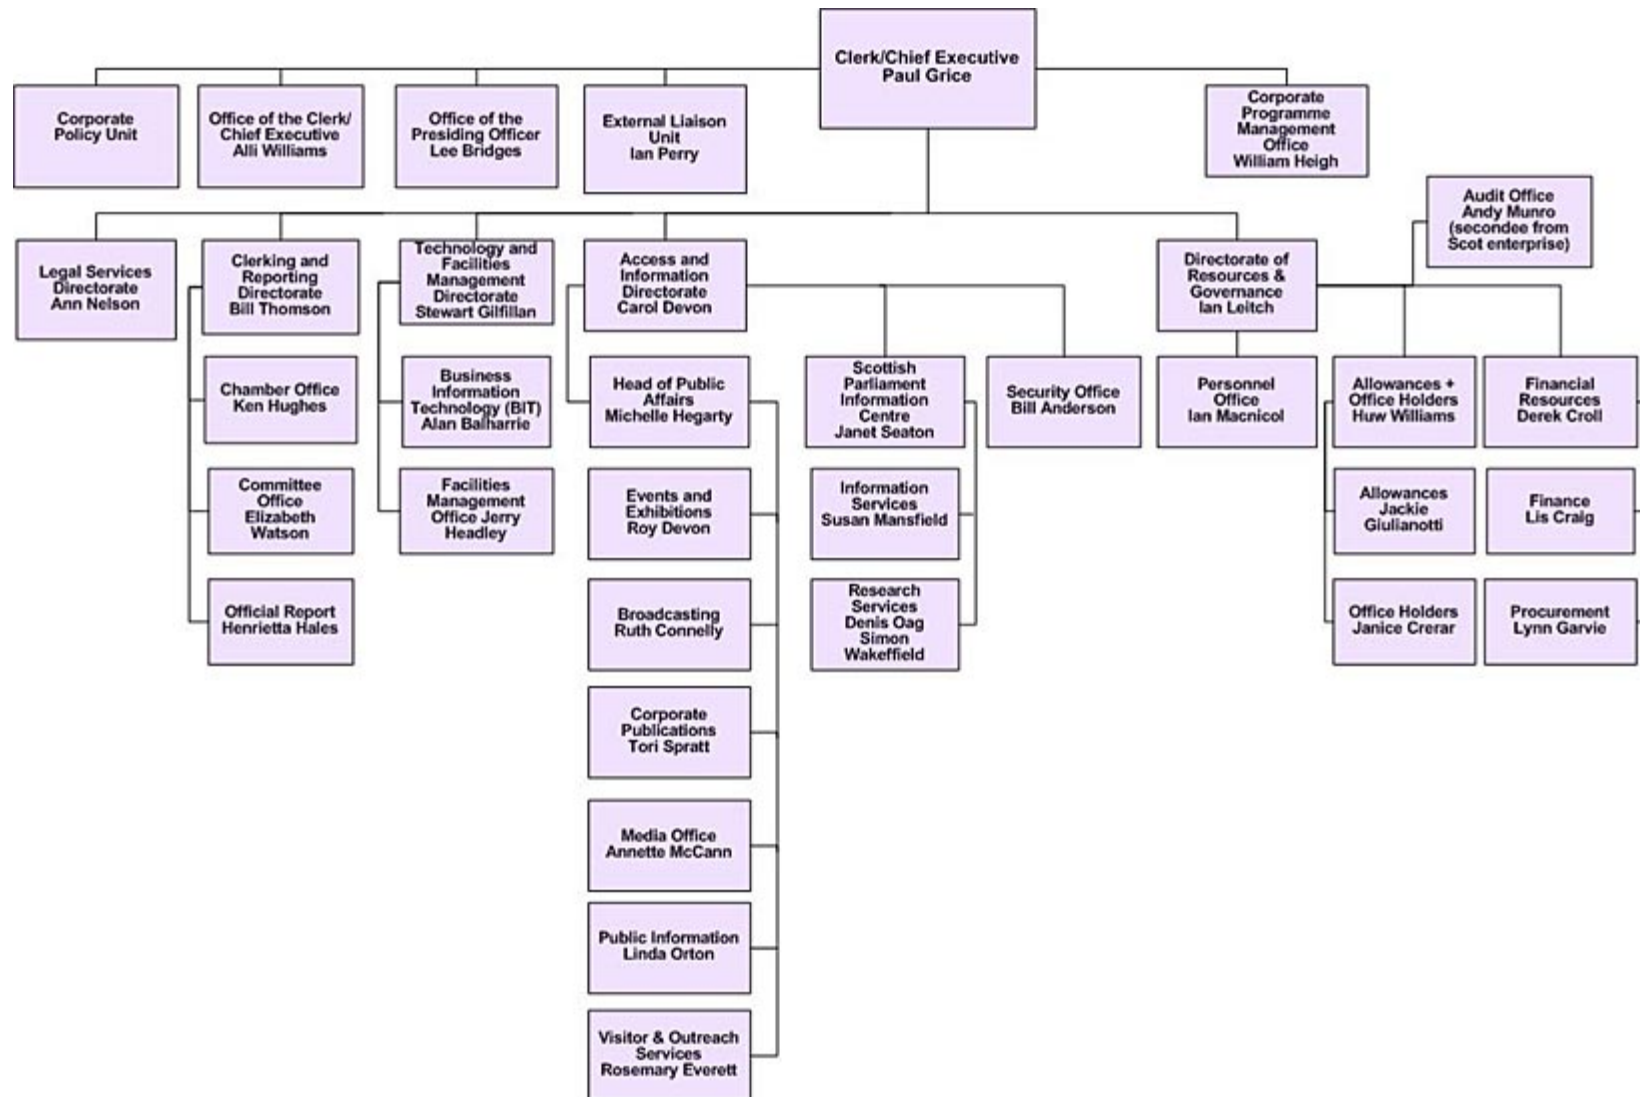 Clerk/Chief Executive
Paul Grice
Corporate
Policy Unit
Office of the Clerk/
Chief Executive
Alli Williams
Office of the
Presiding Officer
Lee Bridges
External Liaison
Unit
Ian Perry
Corporate
Programme
Management
Office
William Heigh
Audit Office
Andy Munro
(secondee from
Scot enterprise)
Legal Services
Directorate
Ann Nelson
Clerking and
Reporting
Directorate
Bill Thomson
Technology and
Facilities
Management
Directorate
Stewart Gilfillan
Access and
Information
Directorate
Carol Devon
Directorate of
Resources &
Governance
Ian Leitch
Chamber Office
Ken Hughes
Business
Information
Technology (BIT)
Alan Balharrie
Head of Public
Affairs
Michelle Hegarty
Scottish
Parliament
Information
Centre
Janet Seaton
Security Office
Bill Anderson
Personnel
Office
Ian Macnicol
Allowances +
Office Holders
Huw Williams
Financial
Resources
Derek Croll
Committee
Office
Elizabeth
Watson
Facilities
Management
Office Jerry
Headley
Events and
Exhibitions
Roy Devon
Information
Services
Susan Mansfield
Allowances
Jackie
Giulianotti
Finance
Lis Craig
Official Report
Henrietta Hales
Broadcasting
Ruth Connelly
Research
Services
Denis Oag
Simon
Wakeffield
Office Holders
Janice Crerar
Procurement
Lynn Garvie
Corporate
Publications
Tori Spratt
Media Office
Annette McCann
Public Information
Linda Orton
Visitor & Outreach
Services
Rosemary Everett